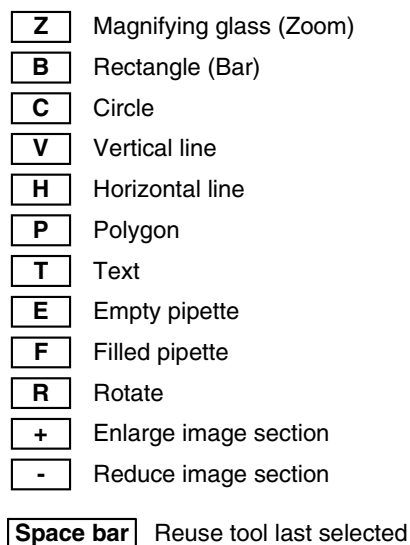 Z Magnifying glass (Zoom)
B Rectangle (Bar)
C Circle
V Vertical line
H Horizontal line
P Polygon
T Text
E Empty pipette
F Filled pipette
R Rotate
+ Enlarge image section
- Reduce image section
Space bar Reuse tool last selected